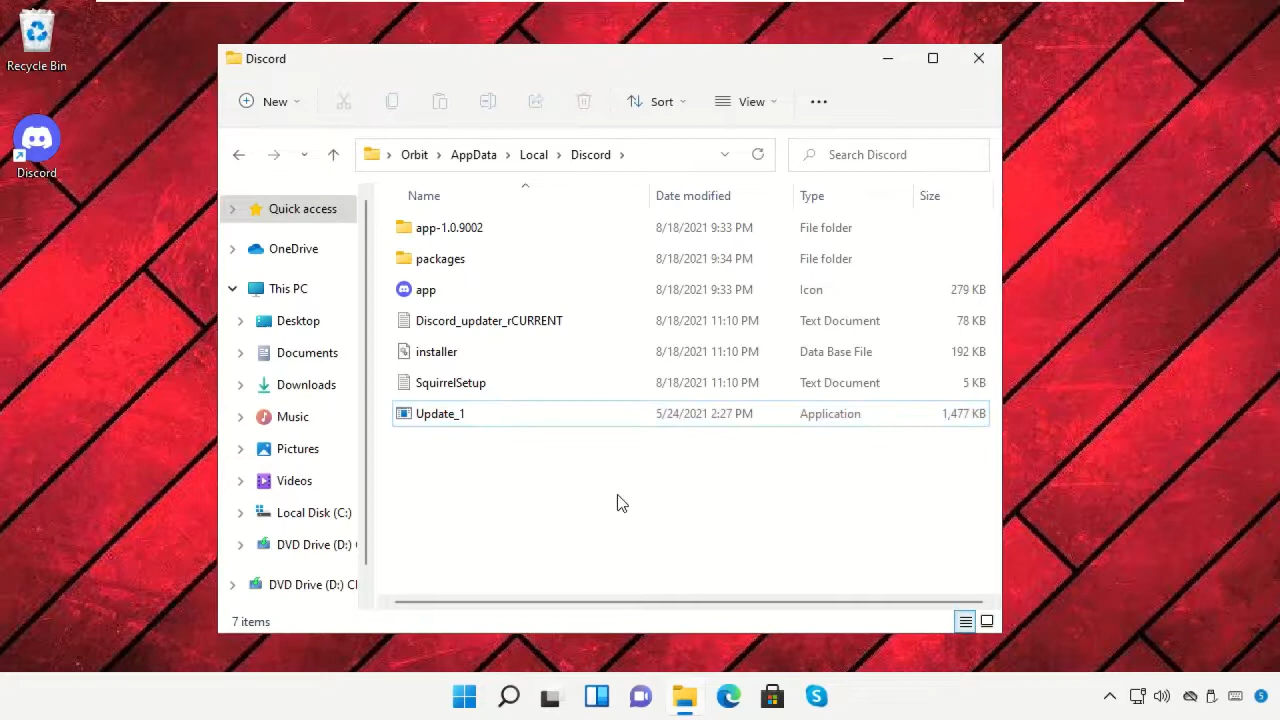 Recycle Bin
Discord
Discord
New
Sort
View
Orbit
AppData
Local
Discord
Search Discord
Name
Date modified
Type
Size
Quick access
OneDrive
This PC
Desktop
Documents
Downloads
Music
Pictures
Videos
Local Disk (C:)
DVD Drive (D:)
DVD Drive (D:) C
app-1.0.9002 8/18/2021 9:33 PM File folder
packages 8/18/2021 9:34 PM File folder
app 8/18/2021 9:33 PM Icon 279 KB
Discord_updater_rCURRENT 8/18/2021 11:10 PM Text Document 78 KB
installer 8/18/2021 11:10 PM Data Base File 192 KB
SquirrelSetup 8/18/2021 11:10 PM Text Document 5 KB
Update_1 5/24/2021 2:27 PM Application 1,477 KB
7 items
5